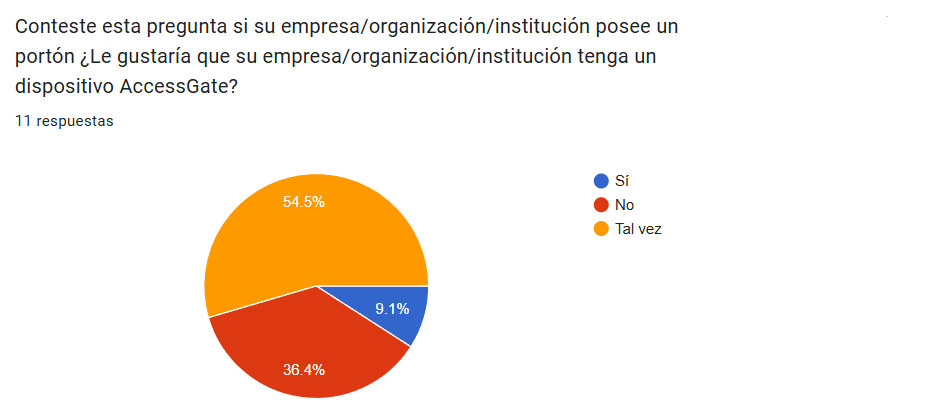 Conteste esta pregunta si su empresa/organización/institución posee un
portón ¿Le gustaría que su empresa/organización/institución tenga un
dispositivo AccessGate?
11 respuestas
54.5%
9.1%
36.4%
Sí
No
Tal vez